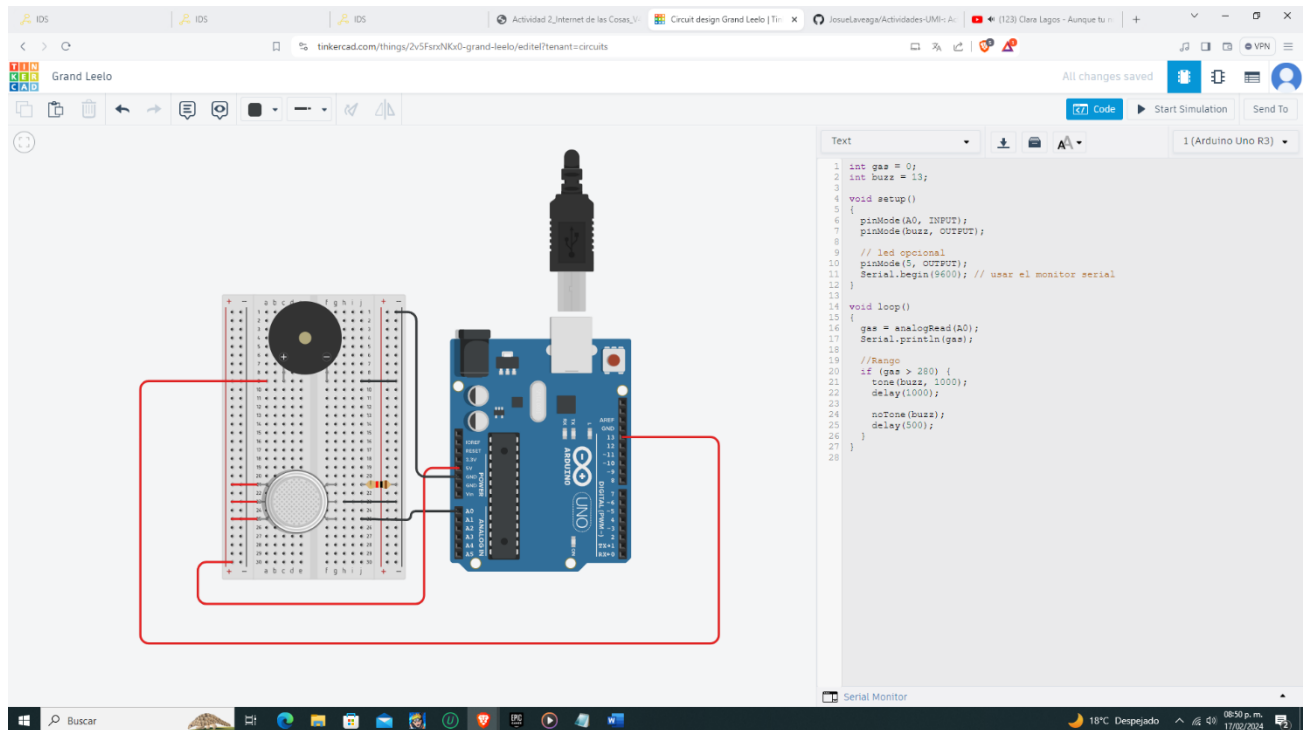 IDS
IDS
IDS
Actividad 2_Internet de las Cosas_V
Circuit design Grand Leelo | Tin
JosueLaveaga/Actividades-UMI-: Ac
(123) Clara Lagos - Aunque tu m
tinkercad.com/things/2v5FsrxNKx0-grand-leelo/editel?tenant=circuits
VPN
TIN
KER
CAD
Grand Leelo
All changes saved
Code
Start Simulation
Send To
Text
1 (Arduino Uno R3)
1 int gas = 0;
2 int buzz = 13;
3
4 void setup()
5 {
6 pinMode(A0, INPUT);
7 pinMode(buzz, OUTPUT);
8
9 // led opcional
10 pinMode(5, OUTPUT);
11 Serial.begin(9600); // usar el monitor serial
12 }
13
14 void loop()
15 {
16 gas = analogRead(A0);
17 Serial.println(gas);
18
19 //Rango
20 if (gas > 280) {
21 tone(buzz, 1000);
22 delay(1000);
23
24 noTone(buzz);
25 delay(500);
26 }
27 }
28
a b c d
f g h i j
a b c d e
f g h i j
IOREF
RESET
3.3V
5V
GND
GND
Vin
POWER
A0
A1
A2
A3
A4
A5
ANALOG IN
AREF
GND
13
12
~11
~10
~9
8
7
~6
~5
4
~3
2
TX→1
RX←0
DIGITAL (PWM~)
L
TX
RX
ON
ARDUINO
UNO
Serial Monitor
Buscar
18°C Despejado
08:50 p. m.
17/02/2024